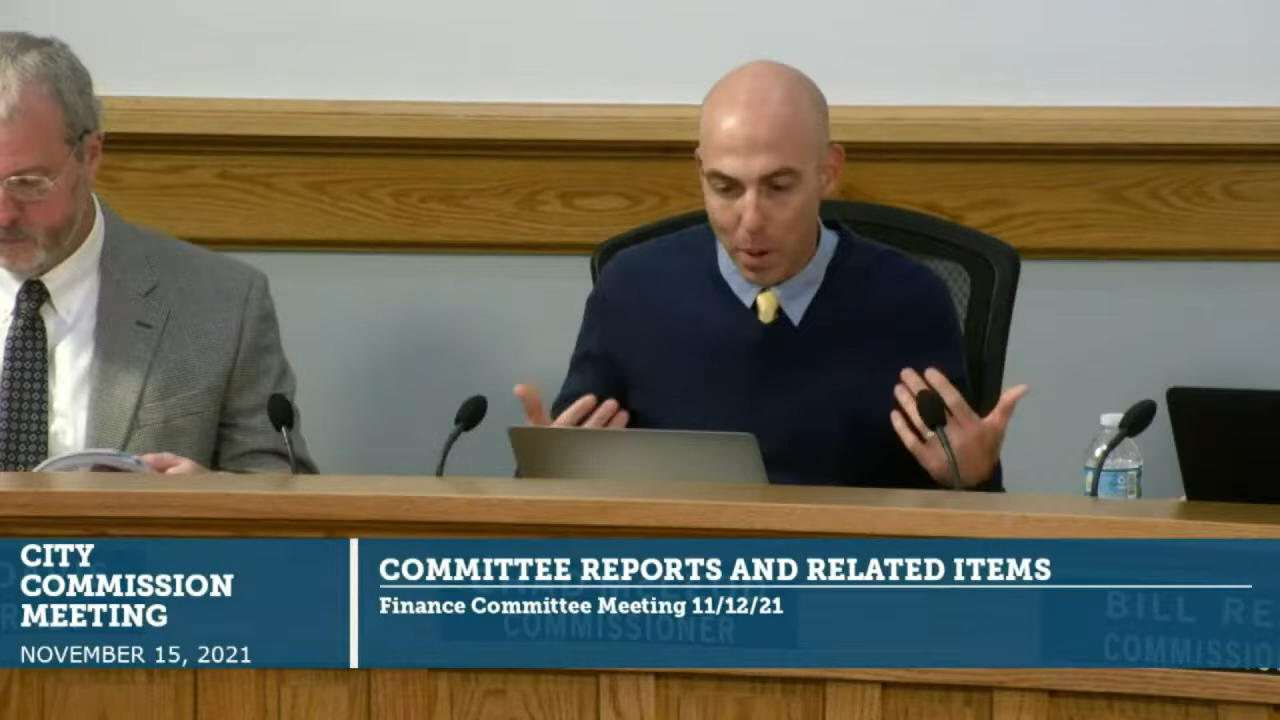 CITY
COMMISSION
MEETING
NOVEMBER 15, 2021
COMMITTEE REPORTS AND RELATED ITEMS
Finance Committee Meeting 11/12/21
COMMISSIONER
BILL RE
COMMISSIO